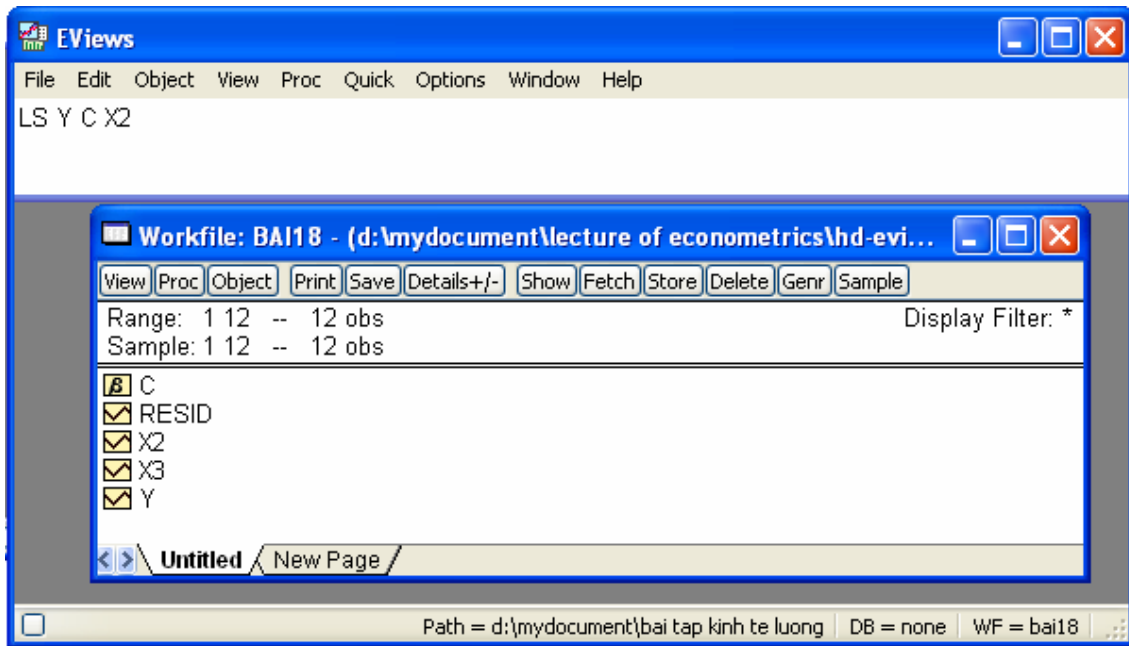 EViews
File Edit Object View Proc Quick Options Window Help
LS Y C X2
Workfile: BAI18 - (d:\mydocument\lecture of econometrics\hd-evi...
View Proc Object Print Save Details+/- Show Fetch Store Delete Genr Sample
Range: 1 12 -- 12 obs Display Filter: *
Sample: 1 12 -- 12 obs
β C
RESID
X2
X3
Y
Untitled New Page
Path = d:\mydocument\bai tap kinh te luong DB = none WF = bai18